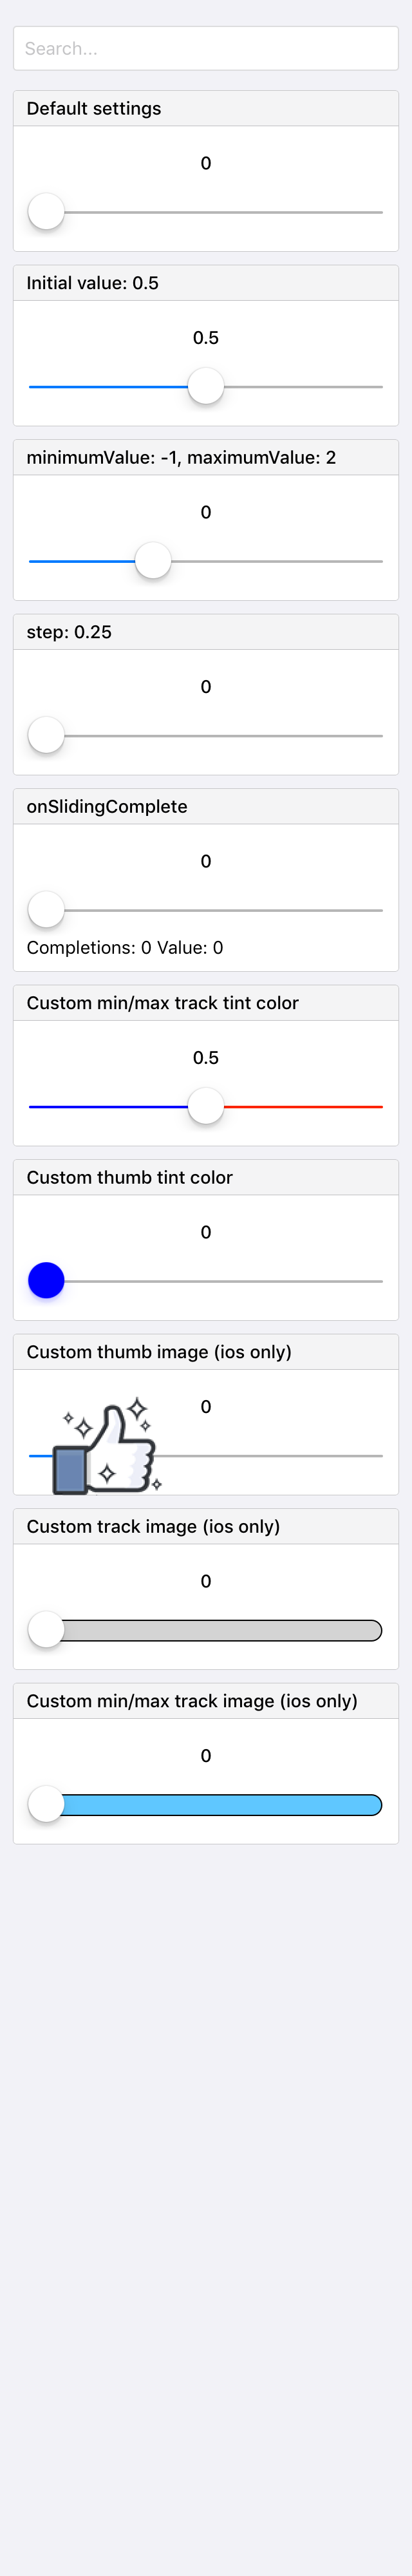 Search...
Default settings
0
Initial value: 0.5
0.5
minimumValue: -1, maximumValue: 2
0
step: 0.25
0
onSlidingComplete
0
Completions: 0 Value: 0
Custom min/max track tint color
0.5
Custom thumb tint color
0
Custom thumb image (ios only)
0
Custom track image (ios only)
0
Custom min/max track image (ios only)
0